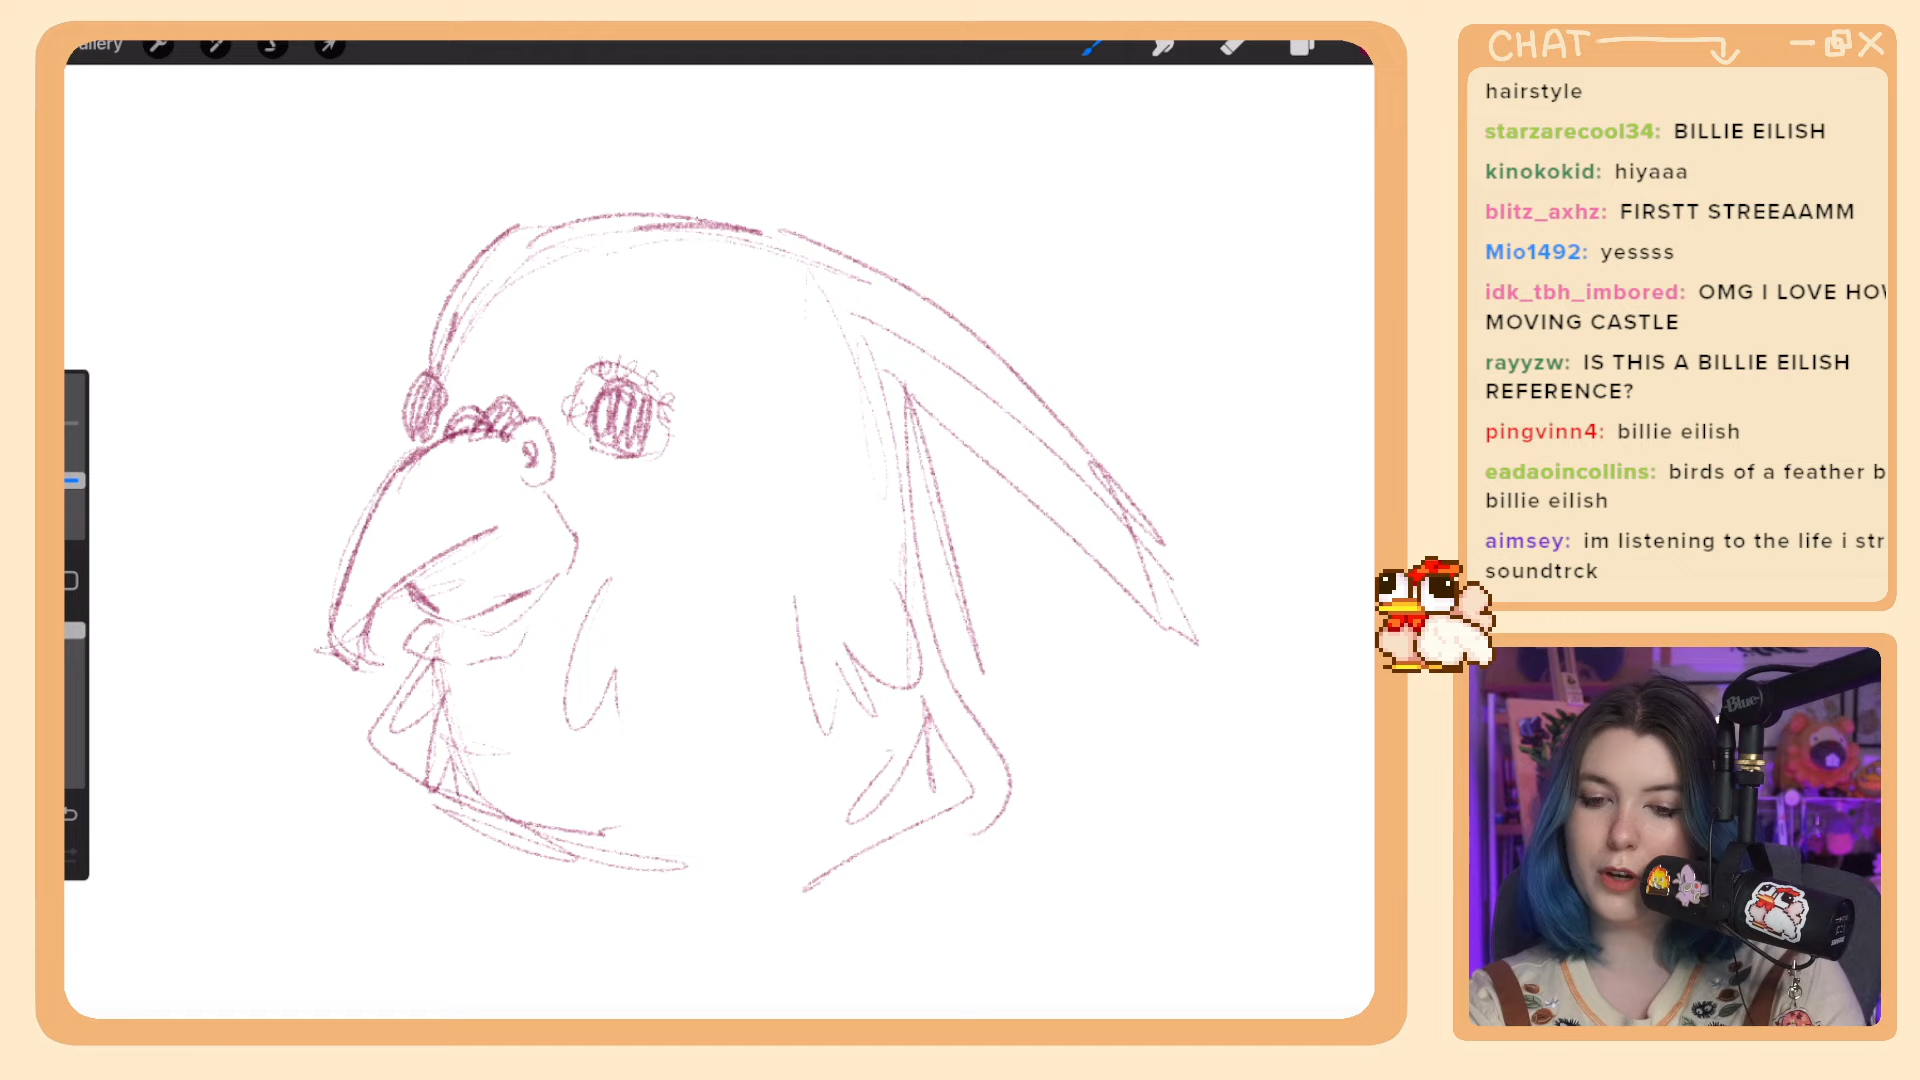 allery
CHAT
hairstyle
starzarecool34: BILLIE EILISH
kinokokid: hiyaaa
blitz_axhz: FIRSTT STREEAAMM
Mio1492: yessss
idk_tbh_imbored: OMG I LOVE HOW
MOVING CASTLE
rayyzw: IS THIS A BILLIE EILISH
REFERENCE?
pingvinn4: billie eilish
eadaoincollins: birds of a feather b
billie eilish
aimsey: im listening to the life i str
soundtrck
Blue